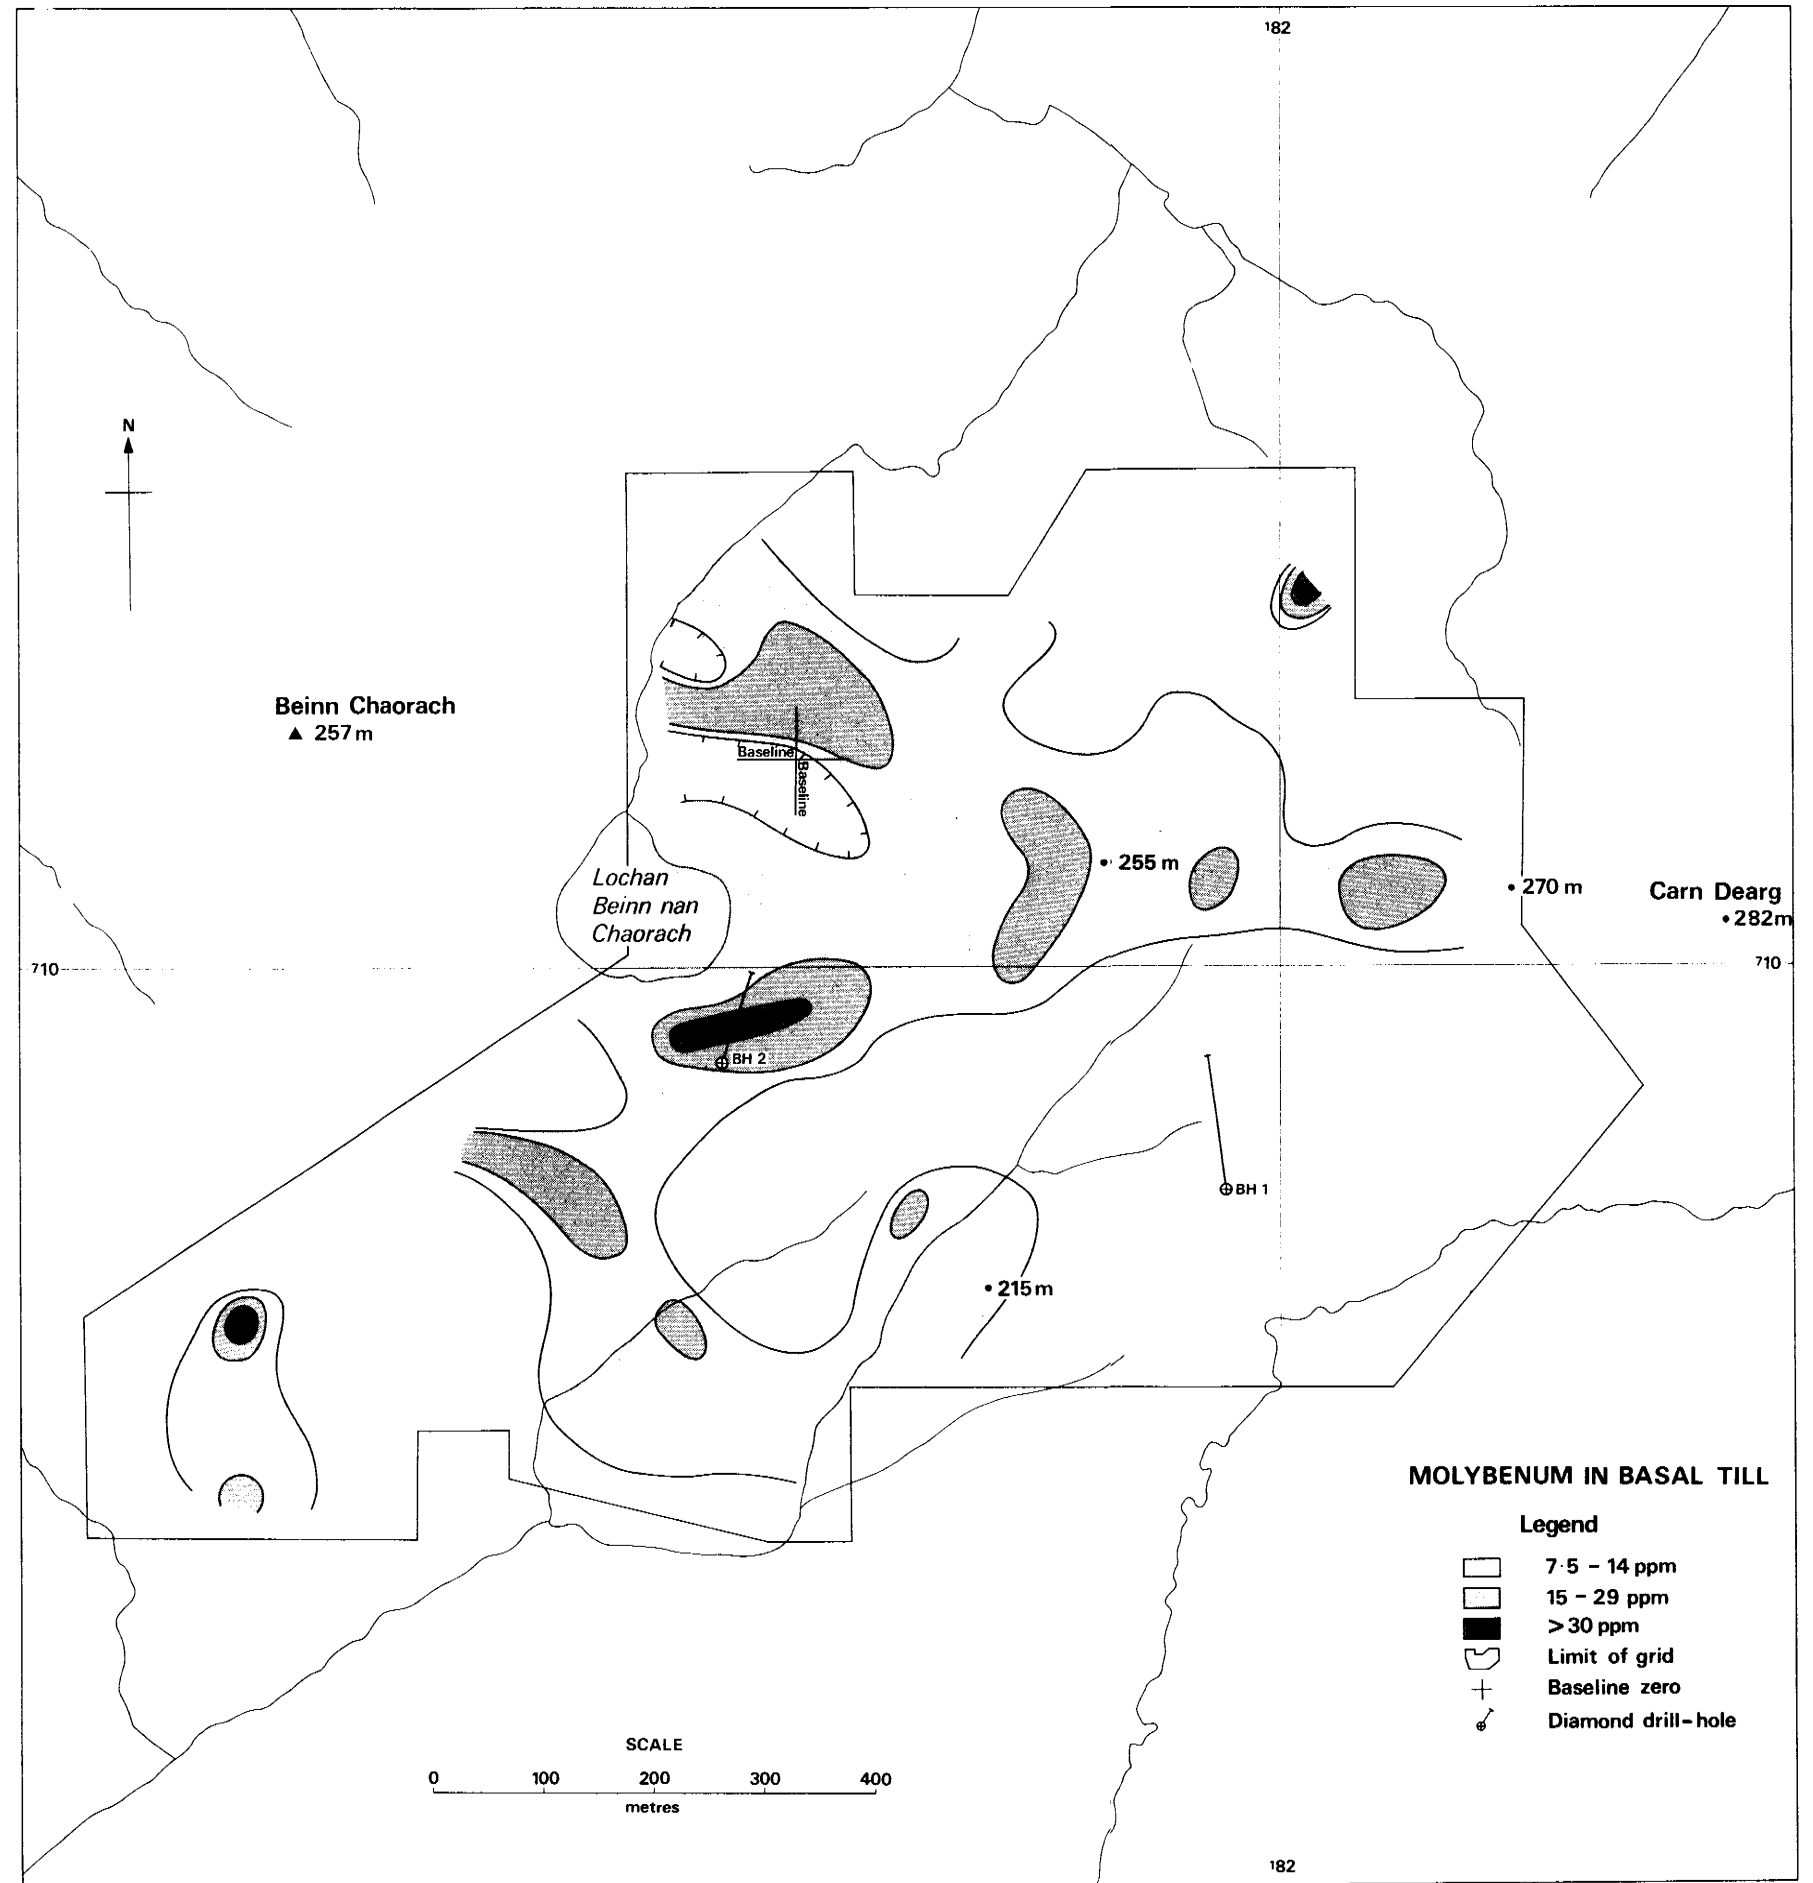 182
N
Beinn Chaorach
257 m
Baseline
Baseline
Lochan
Beinn nan
Chaorach
255 m
270 m
Carn Dearg
282m
710
710
BH 2
BH 1
215 m
MOLYBENUM IN BASAL TILL
Legend
7·5 - 14 ppm
15 - 29 ppm
>30 ppm
Limit of grid
Baseline zero
Diamond drill-hole
SCALE
0 100 200 300 400
metres
182